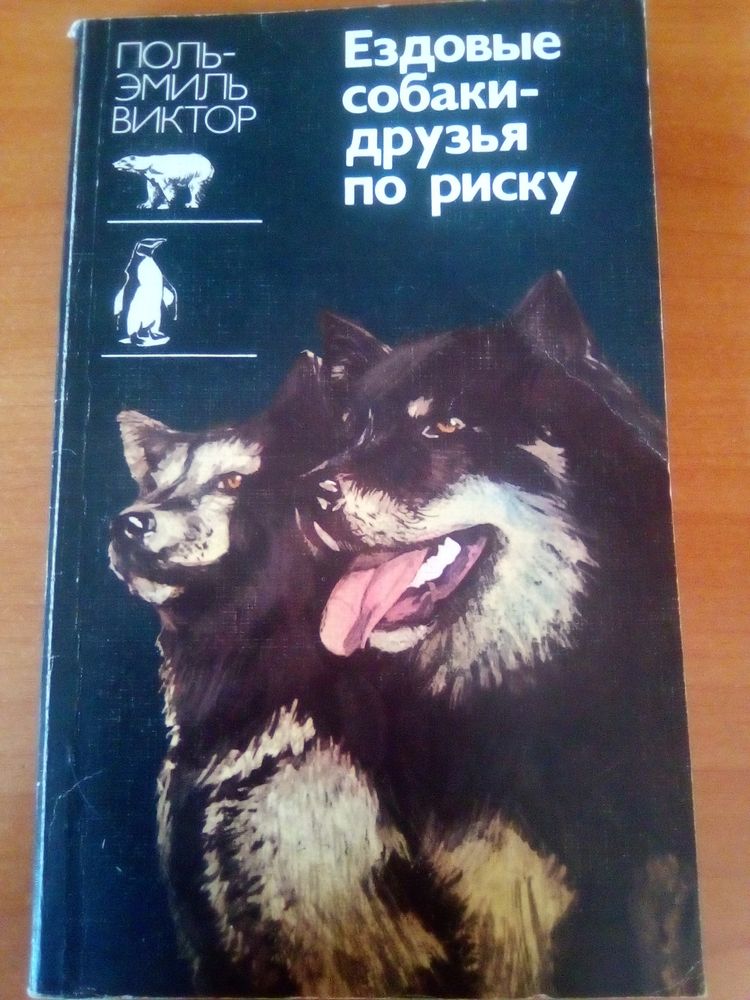 ПОЛЬ-
ЭМИЛЬ
ВИКТОР
Ездовые
собаки-
друзья
по риску